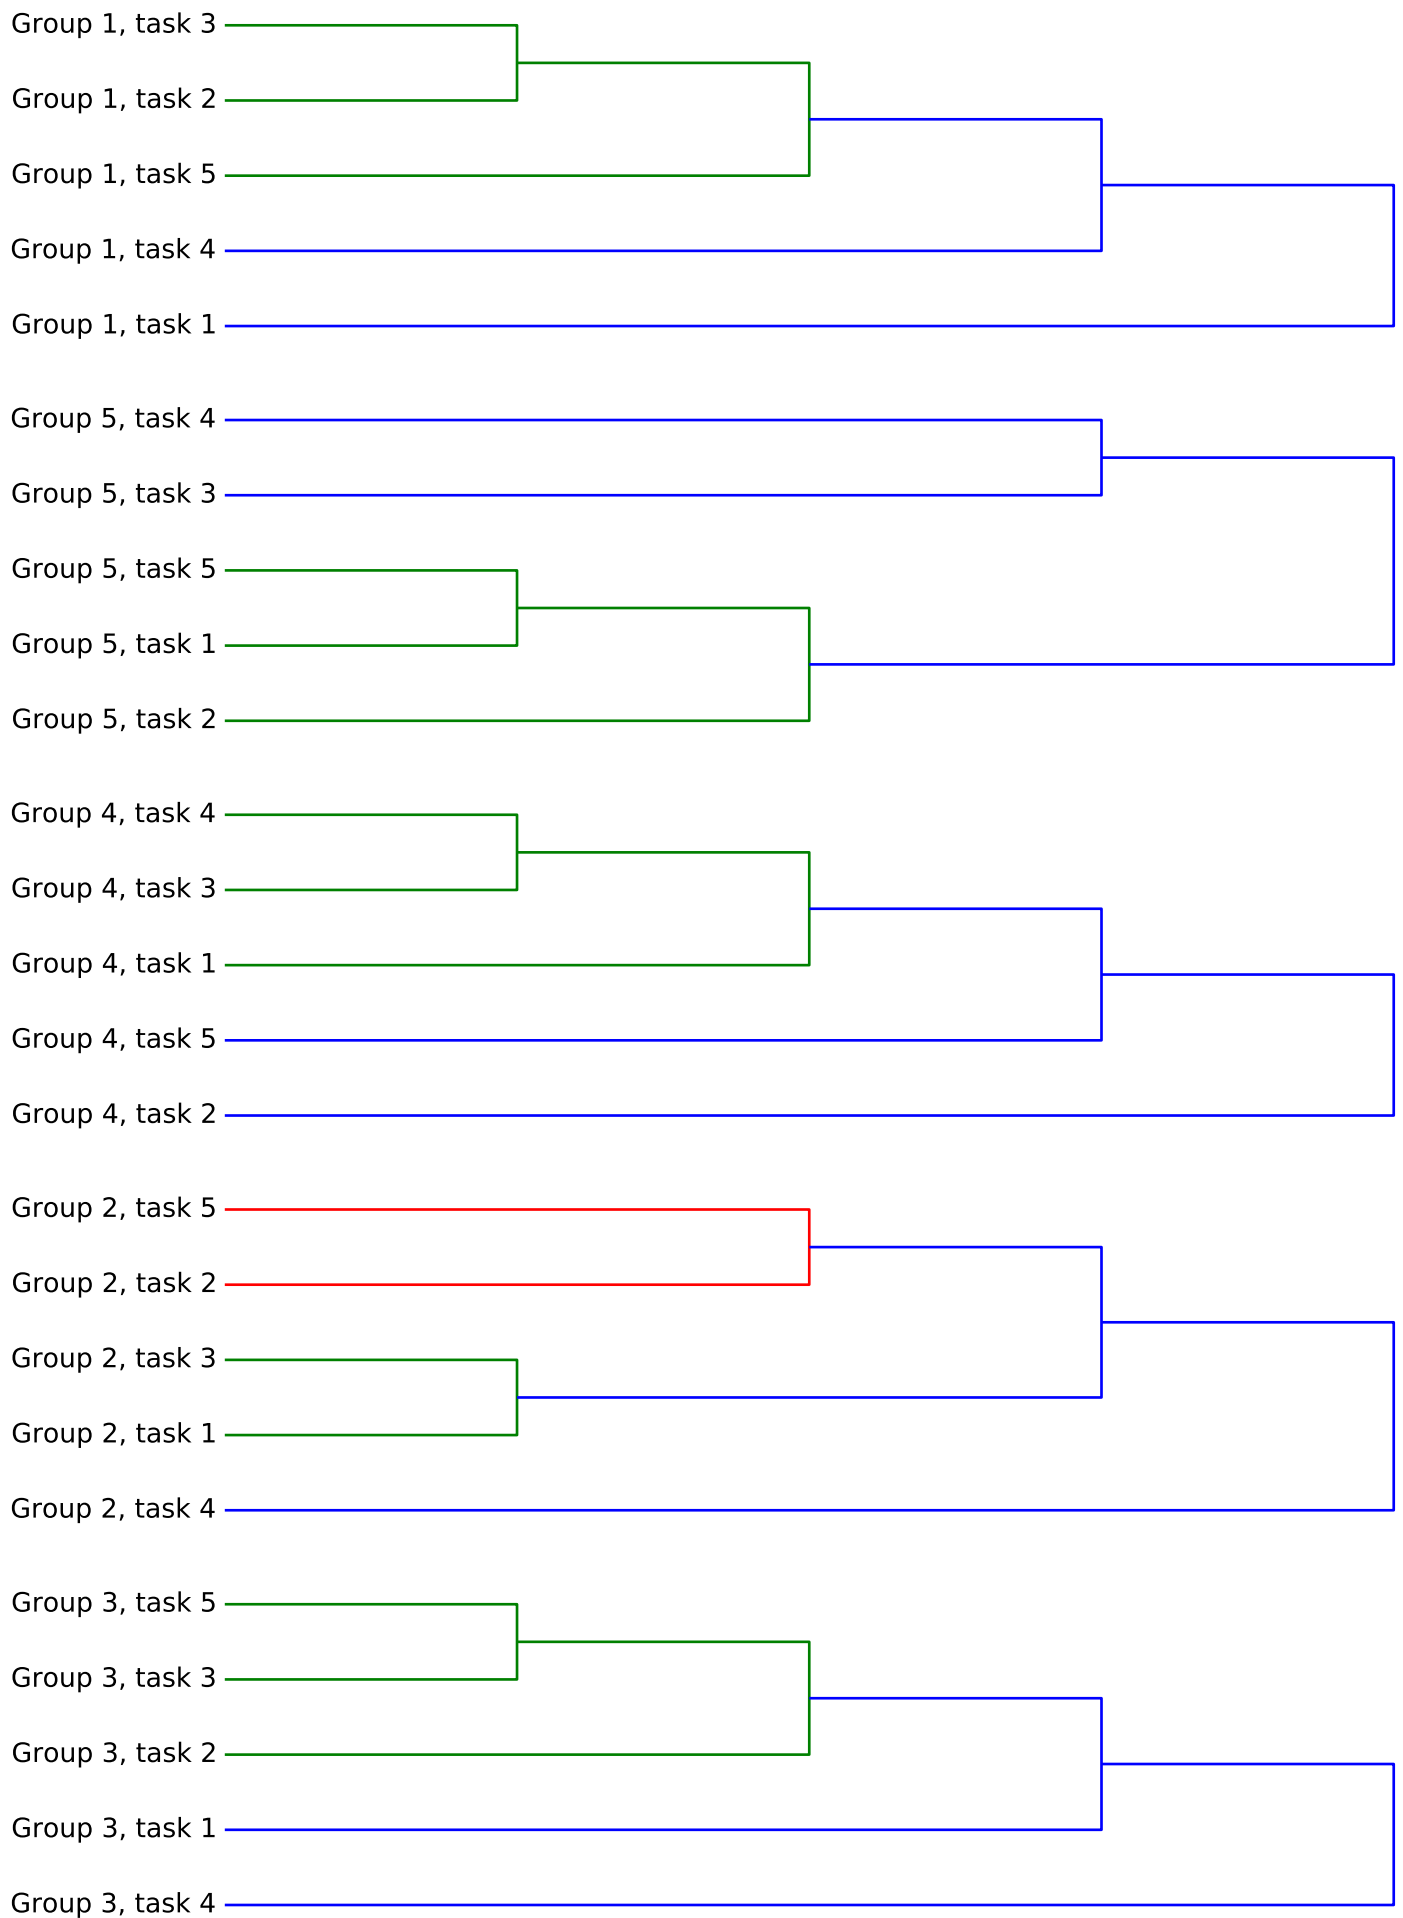 Group 1, task 3
Group 1, task 2
Group 1, task 5
Group 1, task 4
Group 1, task 1
Group 5, task 4
Group 5, task 3
Group 5, task 5
Group 5, task 1
Group 5, task 2
Group 4, task 4
Group 4, task 3
Group 4, task 1
Group 4, task 5
Group 4, task 2
Group 2, task 5
Group 2, task 2
Group 2, task 3
Group 2, task 1
Group 2, task 4
Group 3, task 5
Group 3, task 3
Group 3, task 2
Group 3, task 1
Group 3, task 4